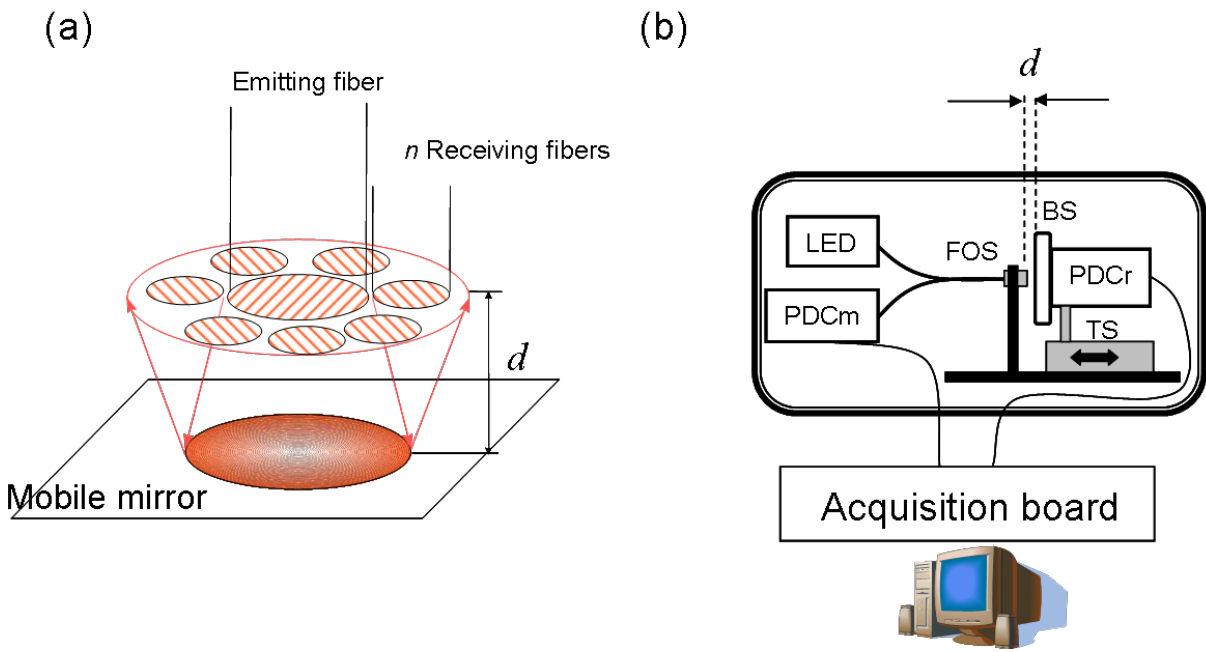 (a)
Emitting fiber
n Receiving fibers
d
Mobile mirror
(b)
d
BS
LED
FOS
PDCr
PDCm
TS
Acquisition board